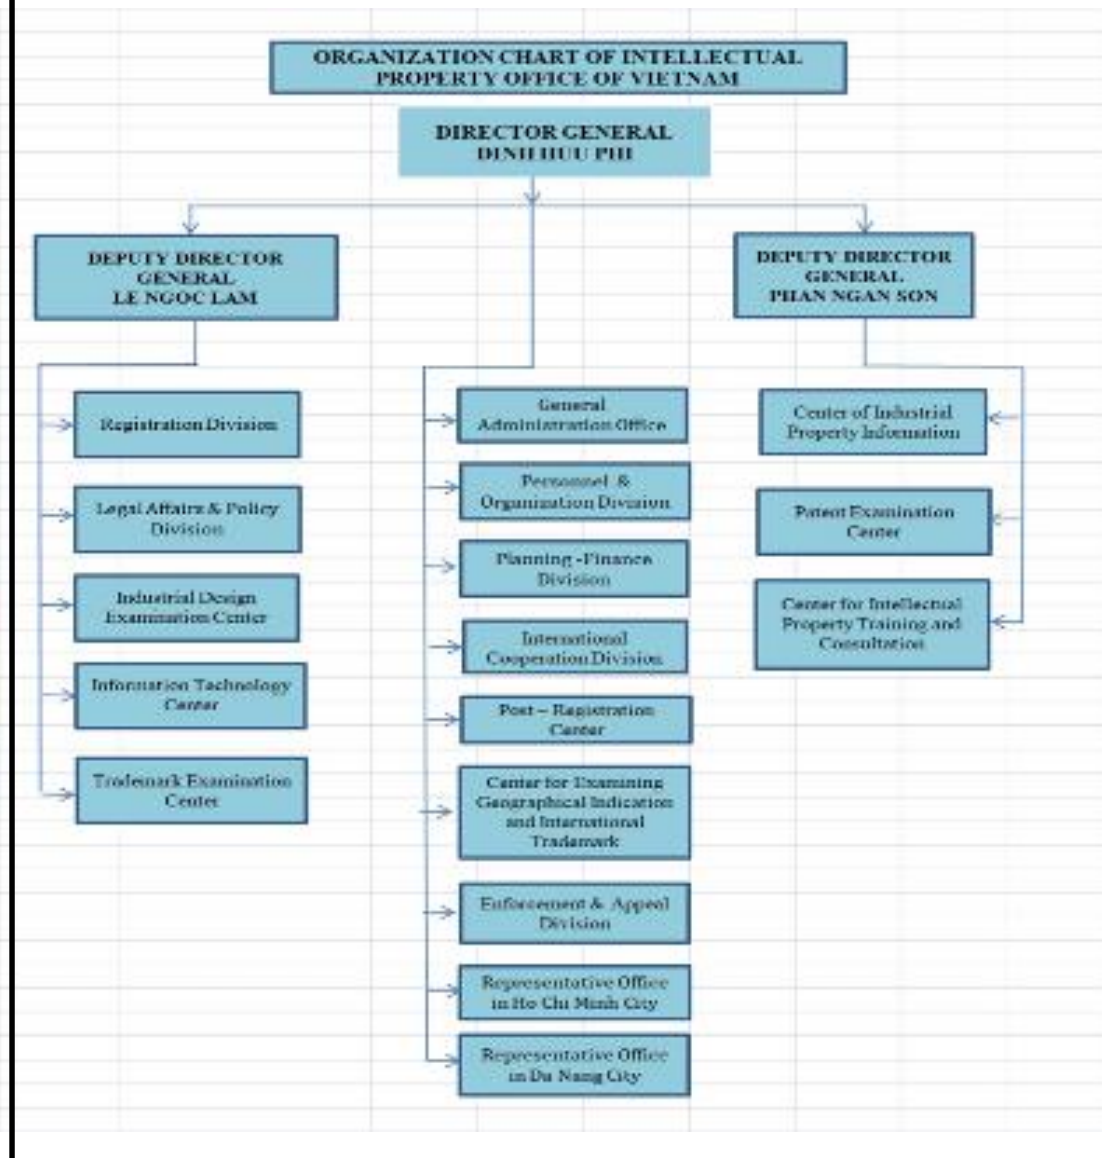 ORGANIZATION CHART OF INTELLECTUAL
PROPERTY OFFICE OF VIETNAM
DIRECTOR GENERAL
DINH HUU PHI
DEPUTY DIRECTOR
GENERAL
LE NGOC LAM
DEPUTY DIRECTOR
GENERAL
PHAN NGAN SON
Registration Division
Legal Affairs & Policy
Division
Industrial Design
Examination Center
Information Technology
Center
Trademark Examination
Center
General
Administration Office
Personnel &
Organization Division
Planning -Finance
Division
International
Cooperation Division
Post – Registration
Center
Center for Examining
Geographical Indication
and International
Trademark
Enforcement & Appeal
Division
Representative Office
in Ho Chi Minh City
Representative Office
in Da Nang City
Center of Industrial
Property Information
Patent Examination
Center
Center for Intellectual
Property Training and
Consultation